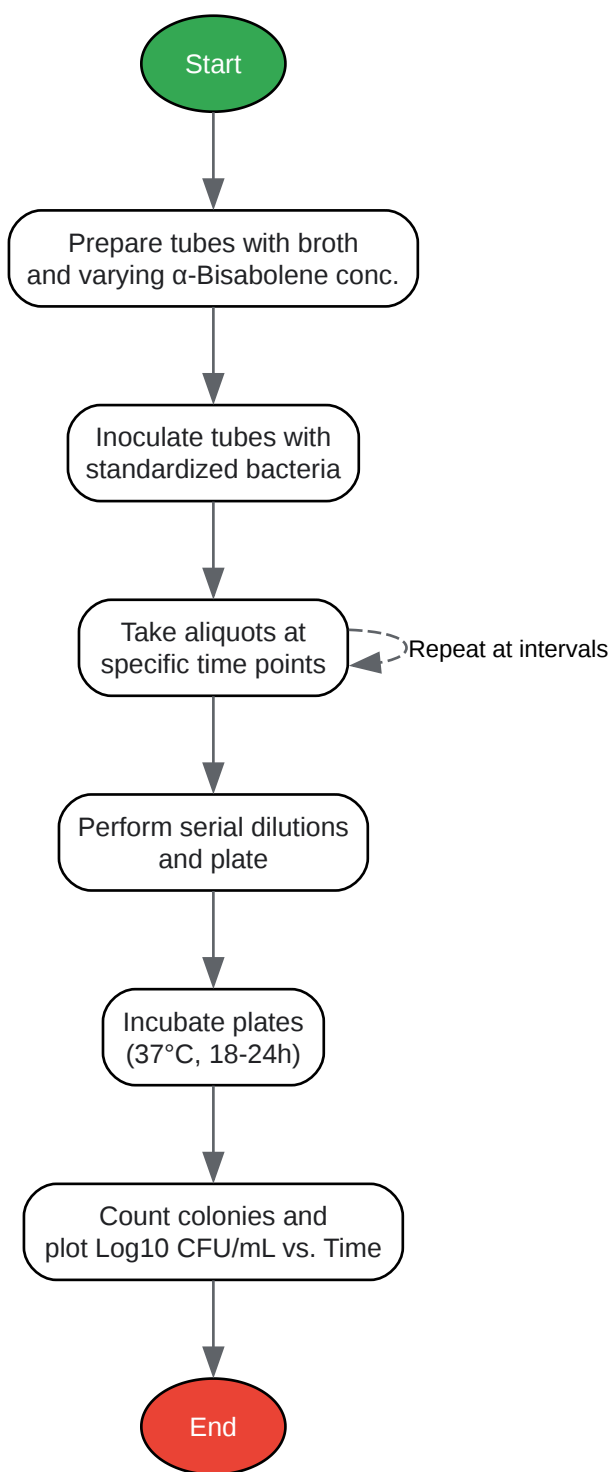 Start
Prepare tubes with broth
and varying α-Bisabolene conc.
Inoculate tubes with
standardized bacteria
Take aliquots at
specific time points
Repeat at intervals
Perform serial dilutions
and plate
Incubate plates
(37°C, 18-24h)
Count colonies and
plot Log10 CFU/mL vs. Time
End